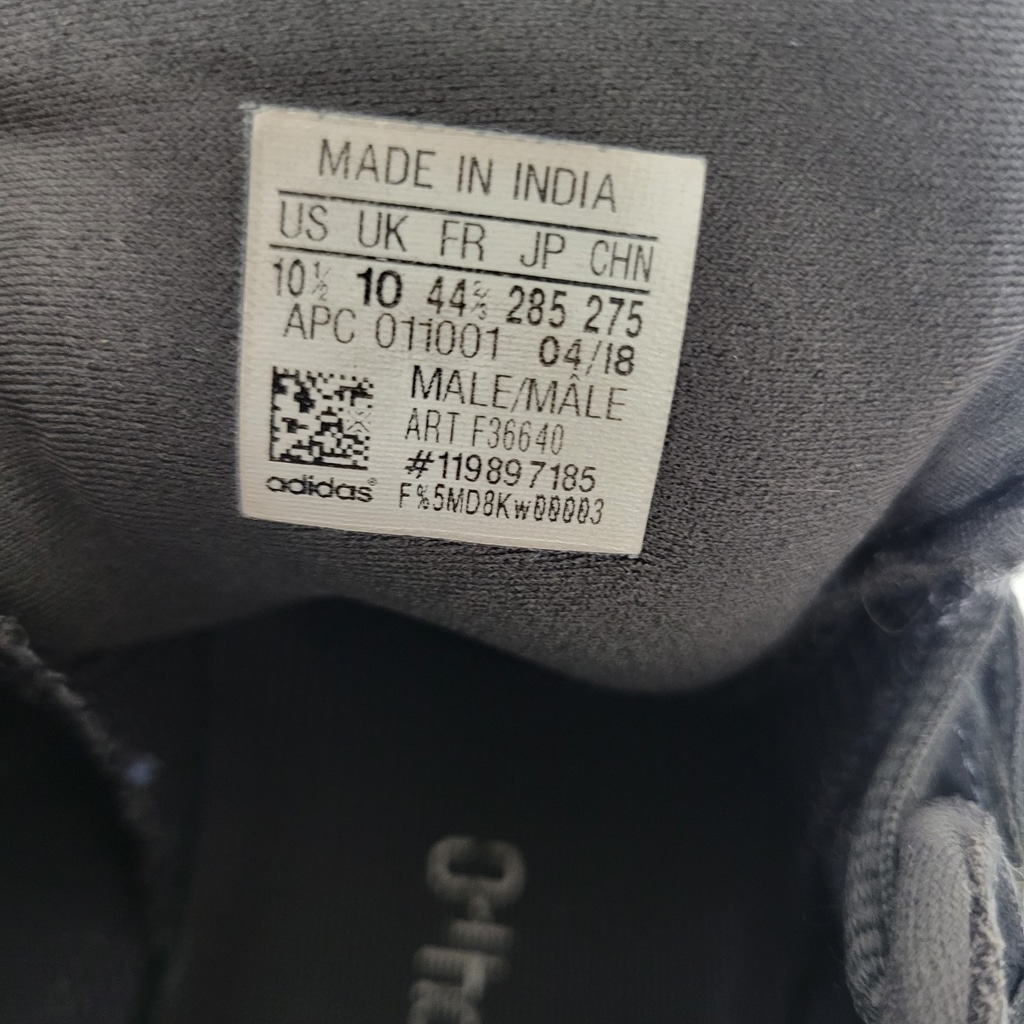 MADE IN INDIA
US UK FR JP CHN
10½ 10 44⅔ 285 275
APC 011001 04/18
MALE/MÂLE
ART F36640
#119897185
adidas® F%5MD8Kw00003